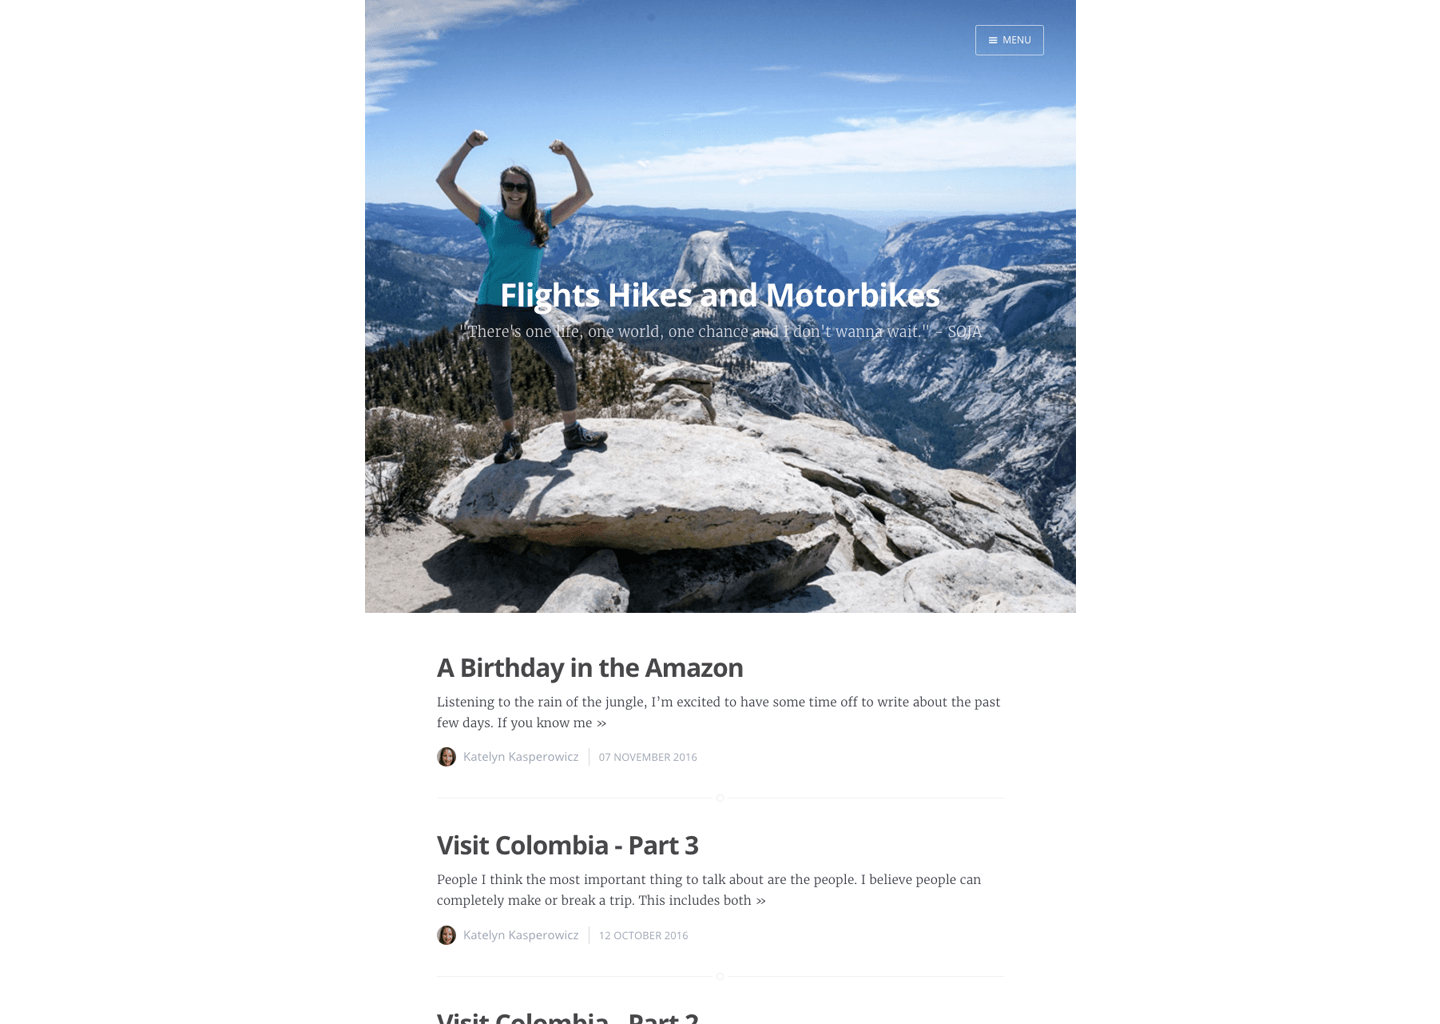 MENU
Flights Hikes and Motorbikes
"There's one life, one world, one chance and I don't wanna wait." - SOJA
A Birthday in the Amazon
Listening to the rain of the jungle, I’m excited to have some time off to write about the past
few days. If you know me »
Katelyn Kasperowicz
07 NOVEMBER 2016
Visit Colombia - Part 3
People I think the most important thing to talk about are the people. I believe people can
completely make or break a trip. This includes both »
Katelyn Kasperowicz
12 OCTOBER 2016
Visit Colombia - Part 2